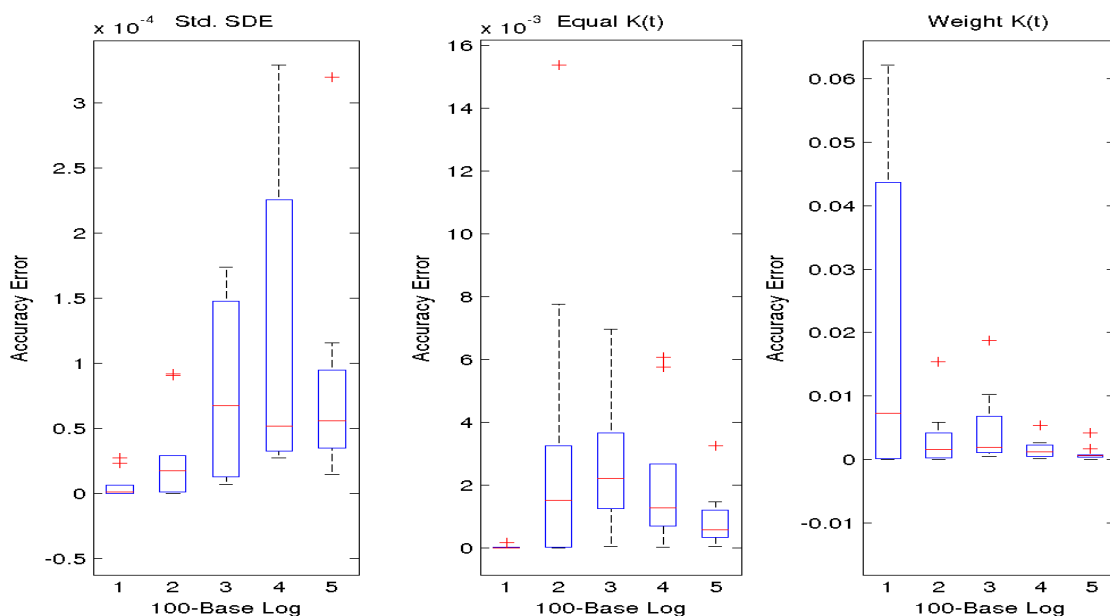 x 10^-4
Std. SDE
3
2.5
2
1.5
1
0.5
0
-0.5
1 2 3 4 5
100-Base Log
Accuracy Error
x 10^-3
Equal K(t)
16
14
12
10
8
6
4
2
0
1 2 3 4 5
100-Base Log
Accuracy Error
Weight K(t)
0.06
0.05
0.04
0.03
0.02
0.01
0
-0.01
1 2 3 4 5
100-Base Log
Accuracy Error